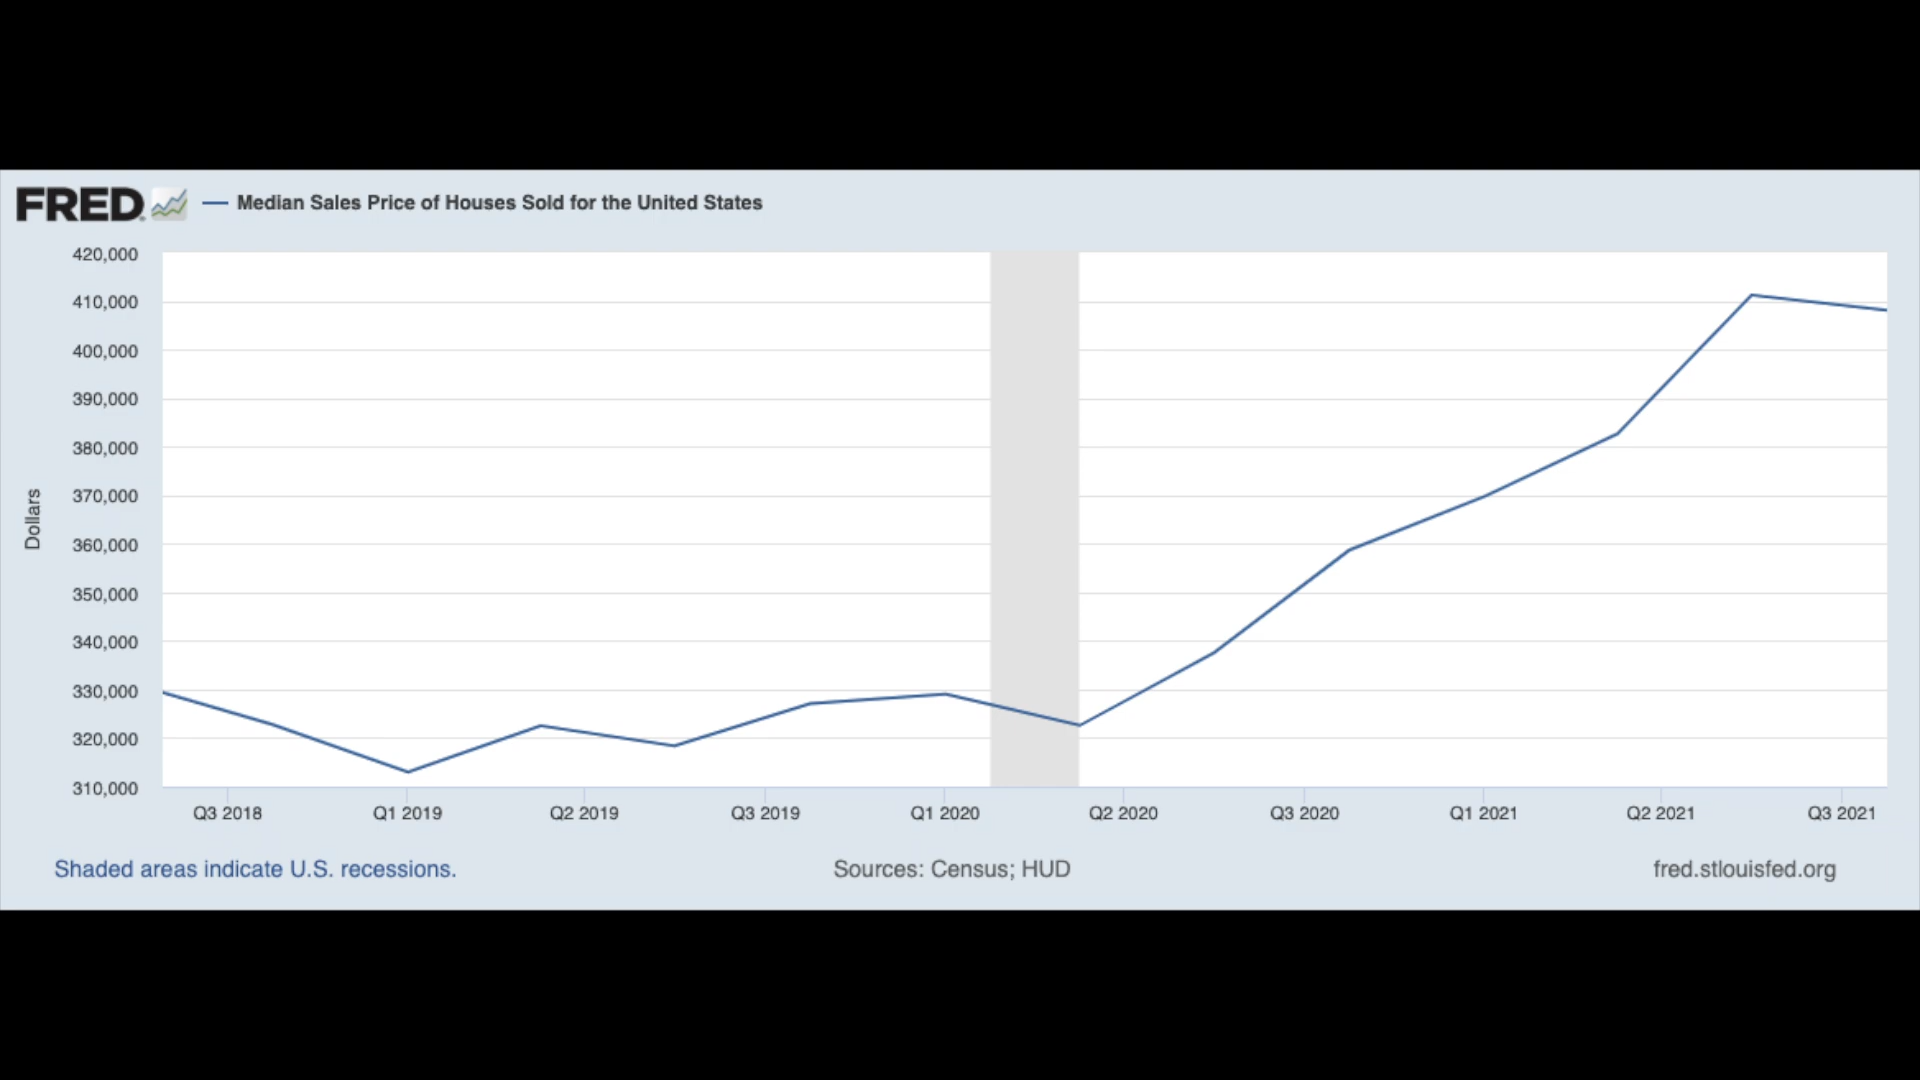 FRED
Median Sales Price of Houses Sold for the United States
420,000
410,000
400,000
390,000
380,000
370,000
360,000
350,000
340,000
330,000
320,000
310,000
Dollars
Q3 2018 Q1 2019 Q2 2019 Q3 2019 Q1 2020 Q2 2020 Q3 2020 Q1 2021 Q2 2021 Q3 2021
Shaded areas indicate U.S. recessions. Sources: Census; HUD fred.stlouisfed.org